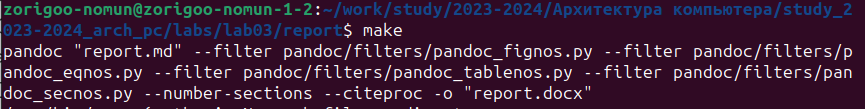 zorigoo-nomun@zorigoo-nomun-1-2:~/work/study/2023-2024/Архитектура компьютера/study_2
023-2024_arch_pc/labs/lab03/report$ make
pandoc "report.md" --filter pandoc/filters/pandoc_fignos.py --filter pandoc/filters/p
andoc_eqnos.py --filter pandoc/filters/pandoc_tablenos.py --filter pandoc/filters/pan
doc_secnos.py --number-sections --citeproc -o "report.docx"